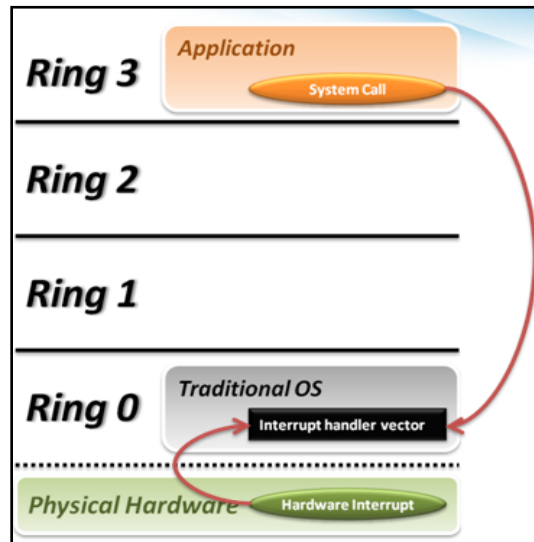 Application
Ring 3
System Call
Ring 2
Ring 1
Traditional OS
Ring 0
Interrupt handler vector
Physical Hardware
Hardware Interrupt